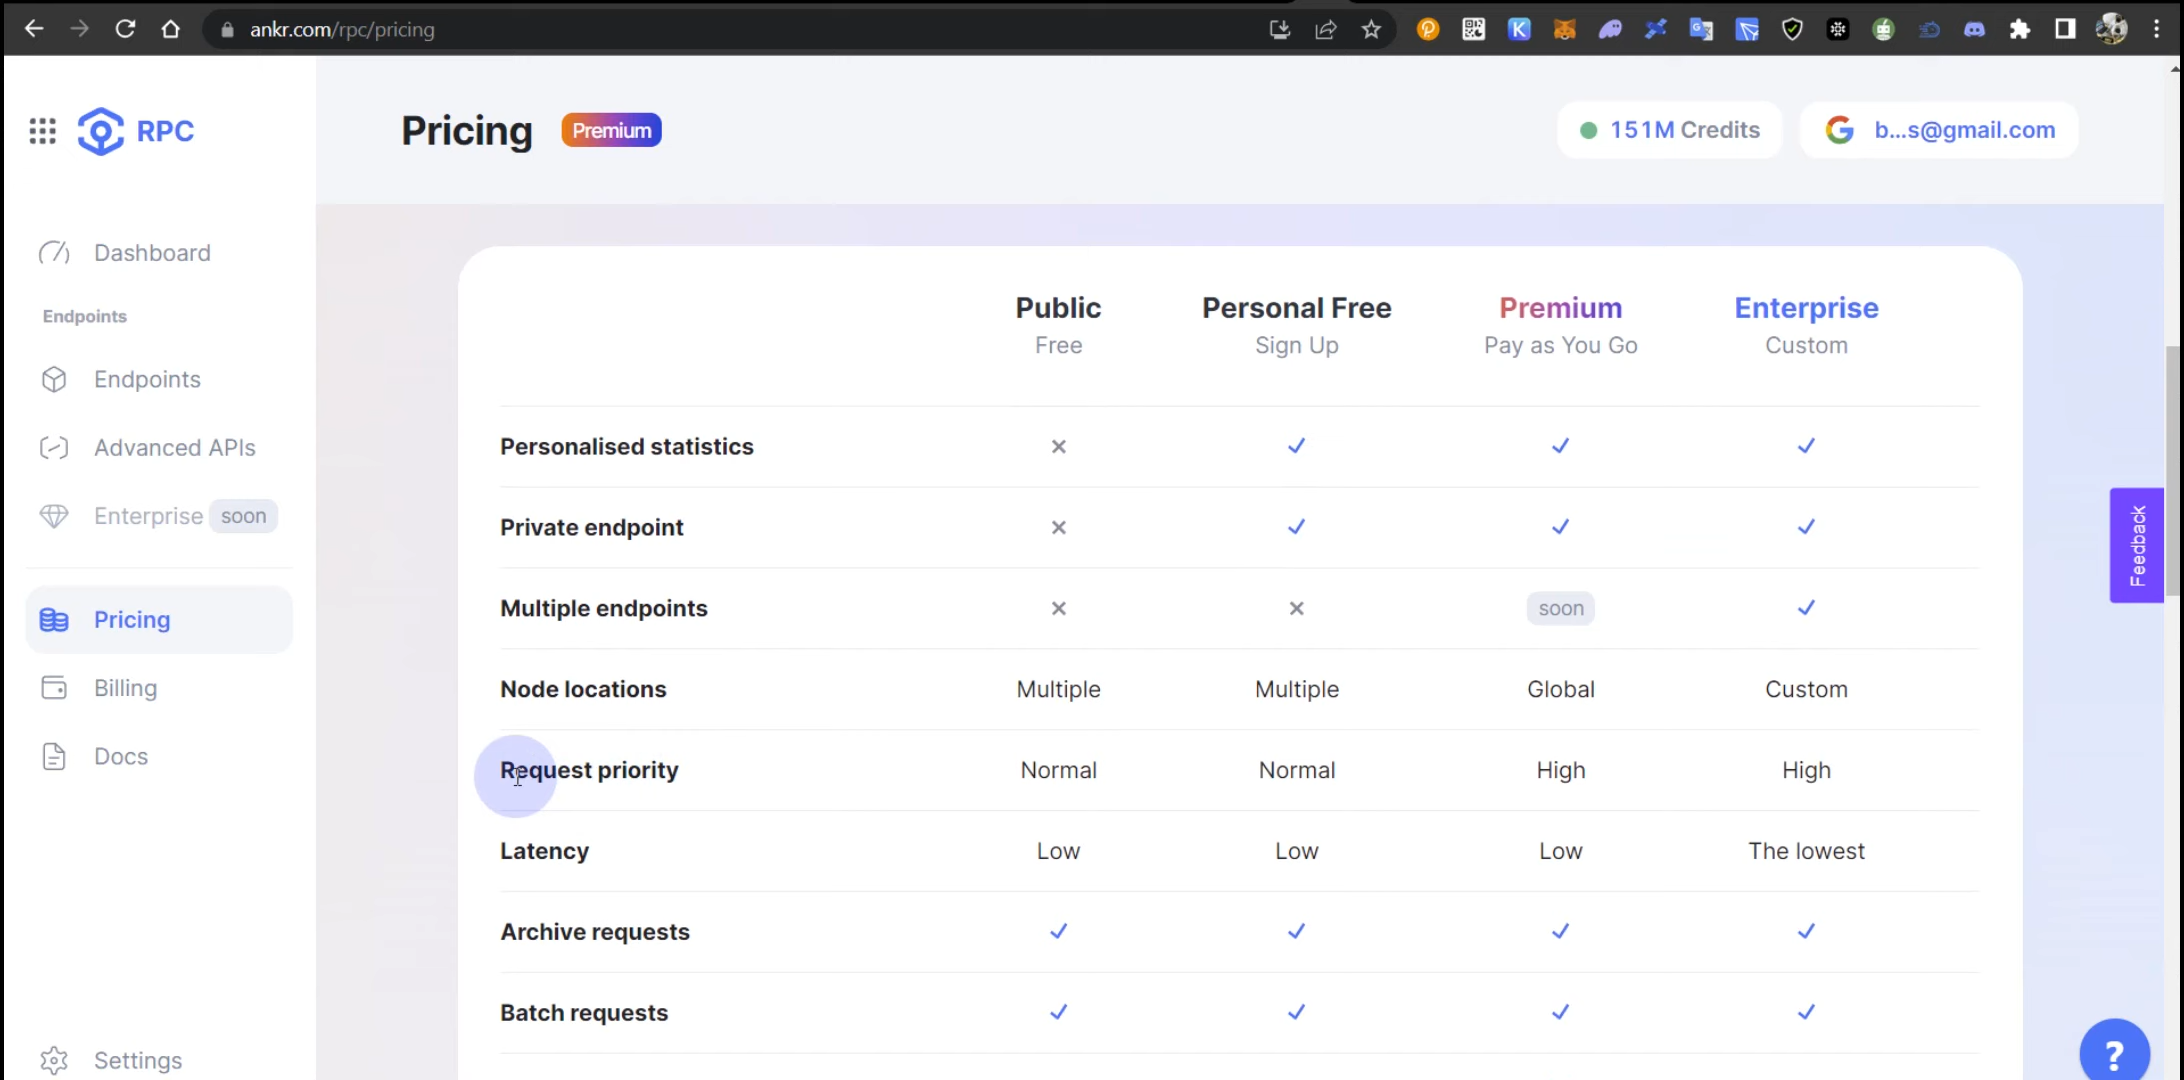 ankr.com/rpc/pricing
RPC
Pricing Premium
151M Credits
b...s@gmail.com
Dashboard
Endpoints
Endpoints
Advanced APIs
Enterprise soon
Pricing
Billing
Docs
Settings
Public Personal Free Premium Enterprise
Free Sign Up Pay as You Go Custom
Personalised statistics × ✓ ✓ ✓
Private endpoint × ✓ ✓ ✓
Multiple endpoints × × soon ✓
Node locations Multiple Multiple Global Custom
Request priority Normal Normal High High
Latency Low Low Low The lowest
Archive requests ✓ ✓ ✓ ✓
Batch requests ✓ ✓ ✓ ✓
Feedback
?